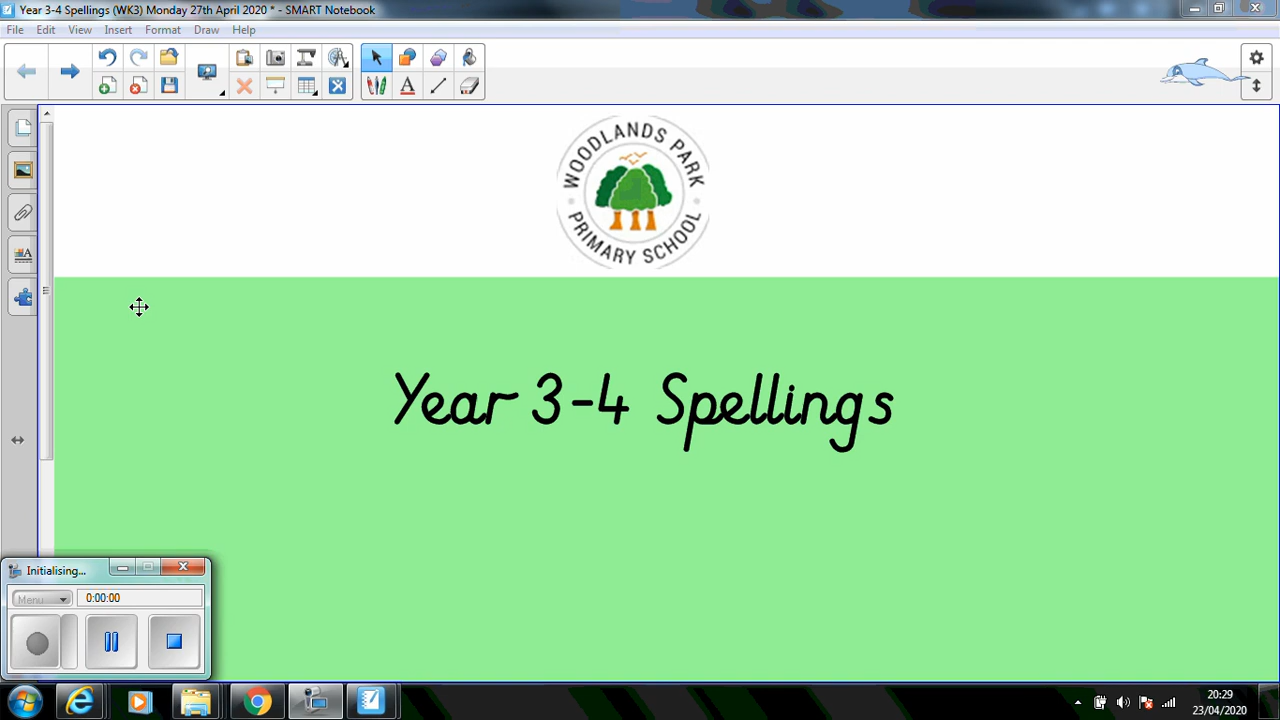 Year 3-4 Spellings (WK3) Monday 27th April 2020 * - SMART Notebook
File Edit View Insert Format Draw Help
WOODLANDS PARK
PRIMARY SCHOOL
Year 3-4 Spellings
Initialising...
Menu
0:00:00
20:29
23/04/2020